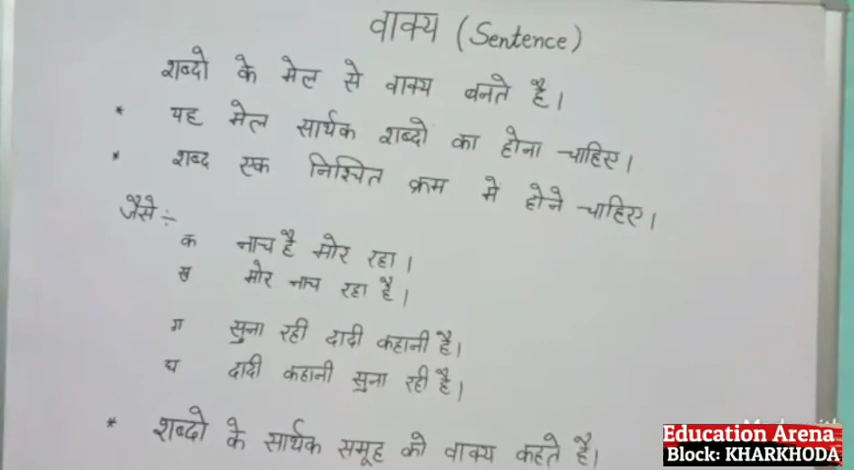 वाक्य (Sentence)
शब्दो के मेल से वाक्य बनते है।
* यह मेल सार्थक शब्दो का होना चाहिए।
* शब्द एक निश्चित क्रम में होने चाहिए।
जैसे :-
क नाच है मोर रहा।
ख मोर नाच रहा है।
ग सुना रही दादी कहानी है।
घ दादी कहानी सुना रही है।
* शब्दो के सार्थक समूह को वाक्य कहते है।
Education Arena
Block: KHARKHODA